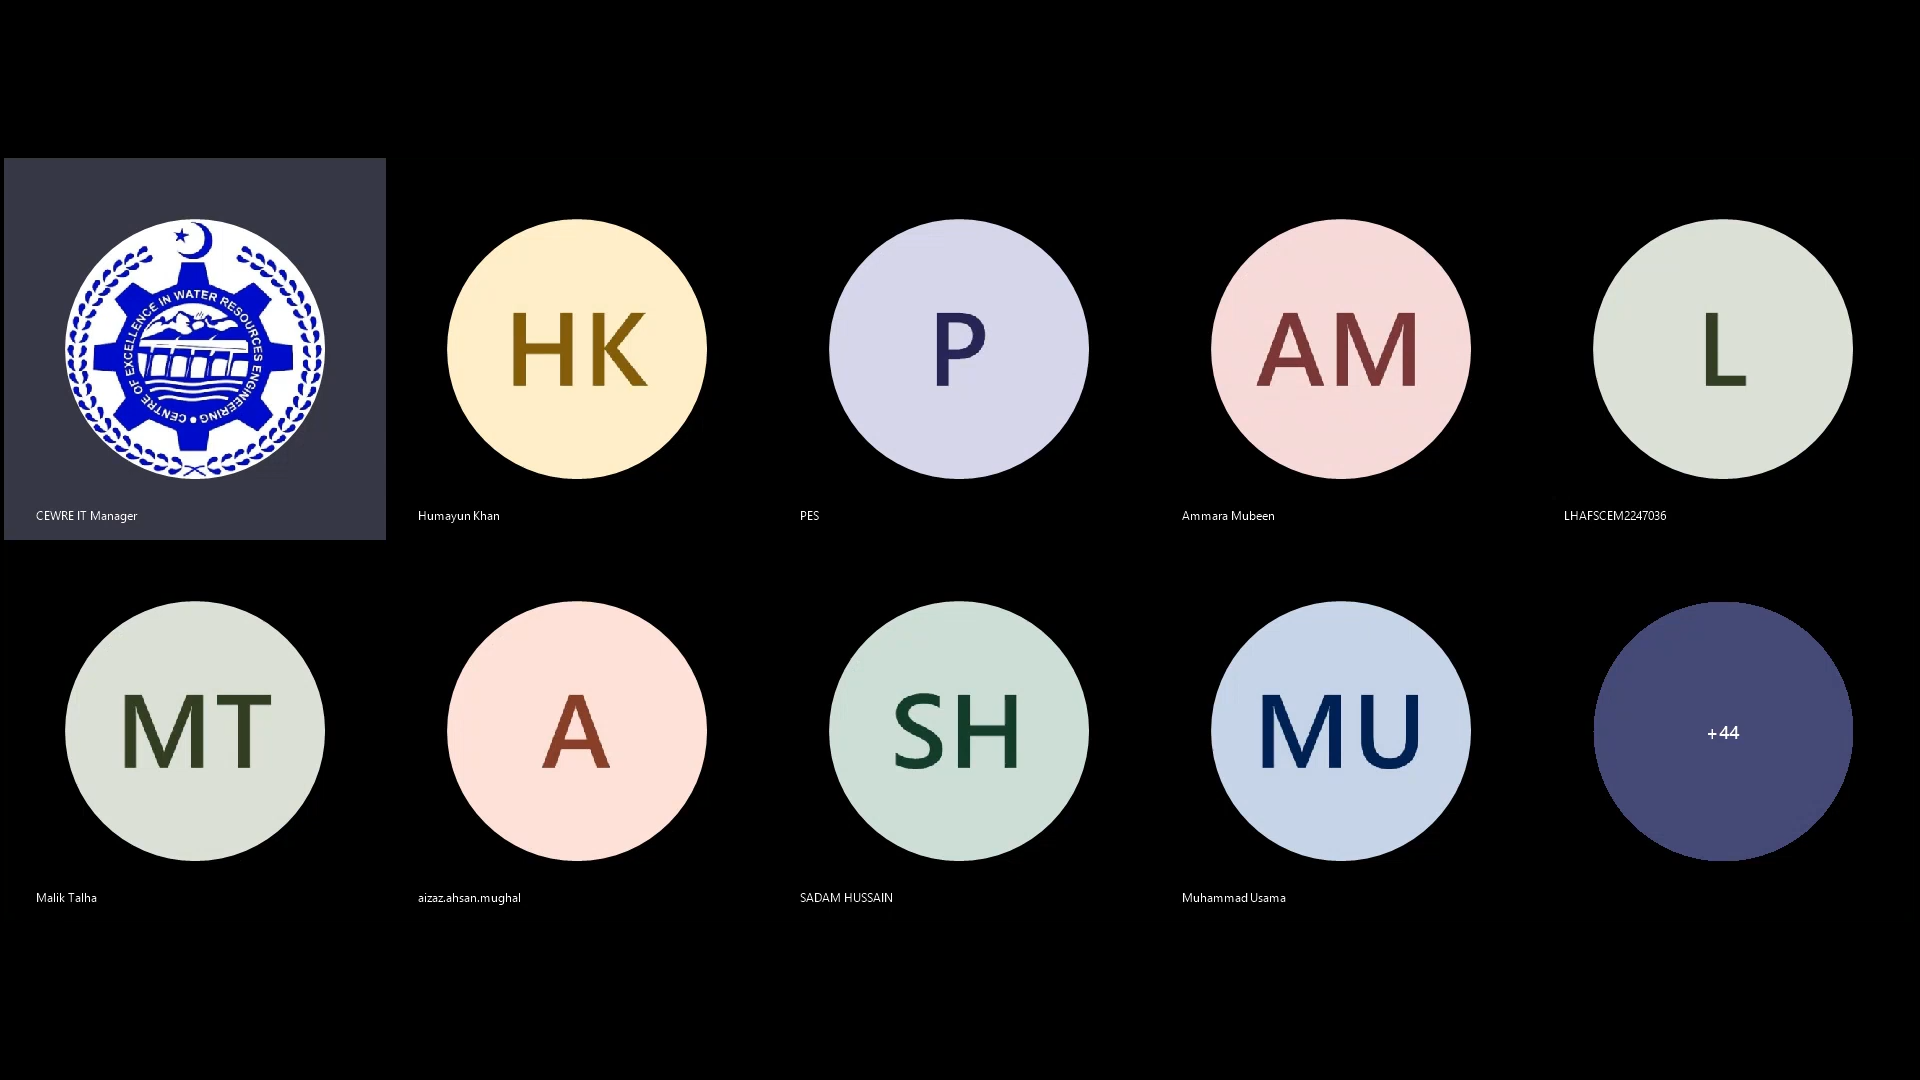 CENTRE OF EXCELLENCE IN WATER RESOURCES ENGINEERING
HK
P
AM
L
CEWRE IT Manager
Humayun Khan
PES
Ammara Mubeen
LHAFSCEM2247036
MT
A
SH
MU
+44
Malik Talha
aizaz.ahsan.mughal
SADAM HUSSAIN
Muhammad Usama